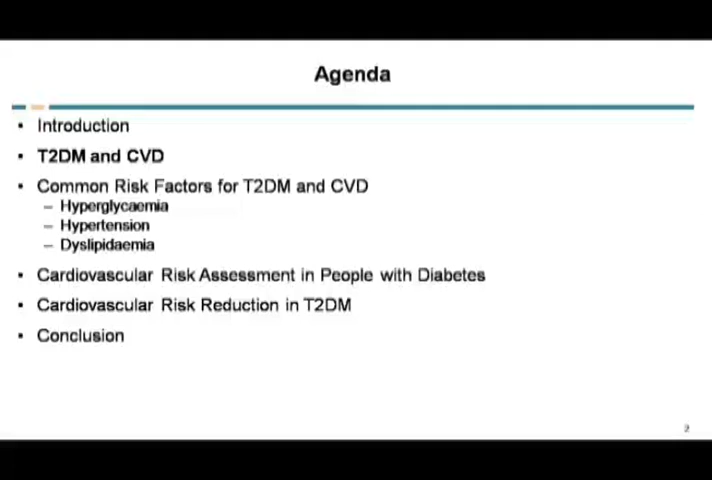 Agenda
• Introduction
• T2DM and CVD
• Common Risk Factors for T2DM and CVD
– Hyperglycaemia
– Hypertension
– Dyslipidaemia
• Cardiovascular Risk Assessment in People with Diabetes
• Cardiovascular Risk Reduction in T2DM
• Conclusion
2